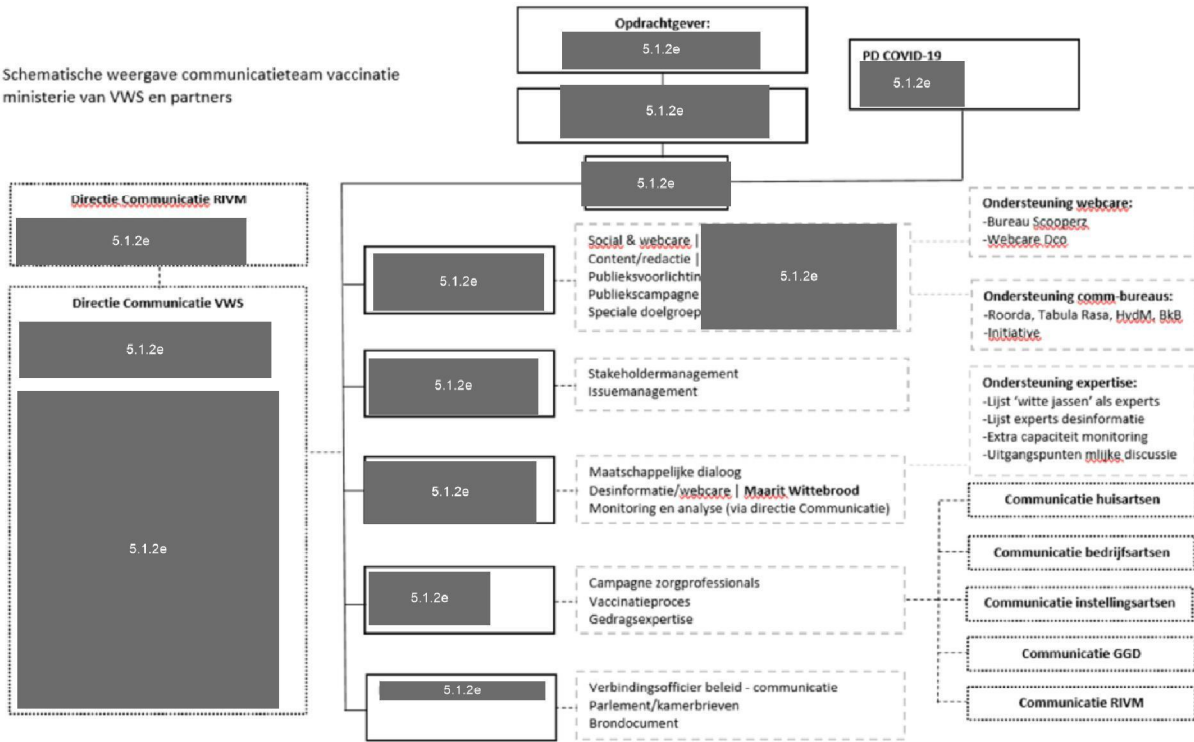 Schematische weergave communicatieteam vaccinatie
ministerie van VWS en partners
Opdrachtgever:
5.1.2e
5.1.2e
5.1.2e
PD COVID-19
5.1.2e
Directie Communicatie RIVM
5.1.2e
Directie Communicatie VWS
5.1.2e
5.1.2e
5.1.2e
Social & webcare |
Content/redactie |
Publieksvoorlichtin
Publiekscampagne
Speciale doelgroep
5.1.2e
Ondersteuning webcare:
-Bureau Scooperz
-Webcare Dco
Ondersteuning comm-bureaus:
-Roorda, Tabula Rasa, HvdM, BkB
-Initiative
5.1.2e
Stakeholdermanagement
Issuemanagement
Ondersteuning expertise:
-Lijst 'witte jassen' als experts
-Lijst experts desinformatie
-Extra capaciteit monitoring
-Uitgangspunten mlijke discussie
5.1.2e
Maatschappelijke dialoog
Desinformatie/webcare | Maarit Wittebrood
Monitoring en analyse (via directie Communicatie)
5.1.2e
Campagne zorgprofessionals
Vaccinatieproces
Gedragsexpertise
Communicatie huisartsen
Communicatie bedrijfsartsen
Communicatie instellingsartsen
Communicatie GGD
Communicatie RIVM
5.1.2e
Verbindingsofficier beleid - communicatie
Parlement/kamerbrieven
Brondocument